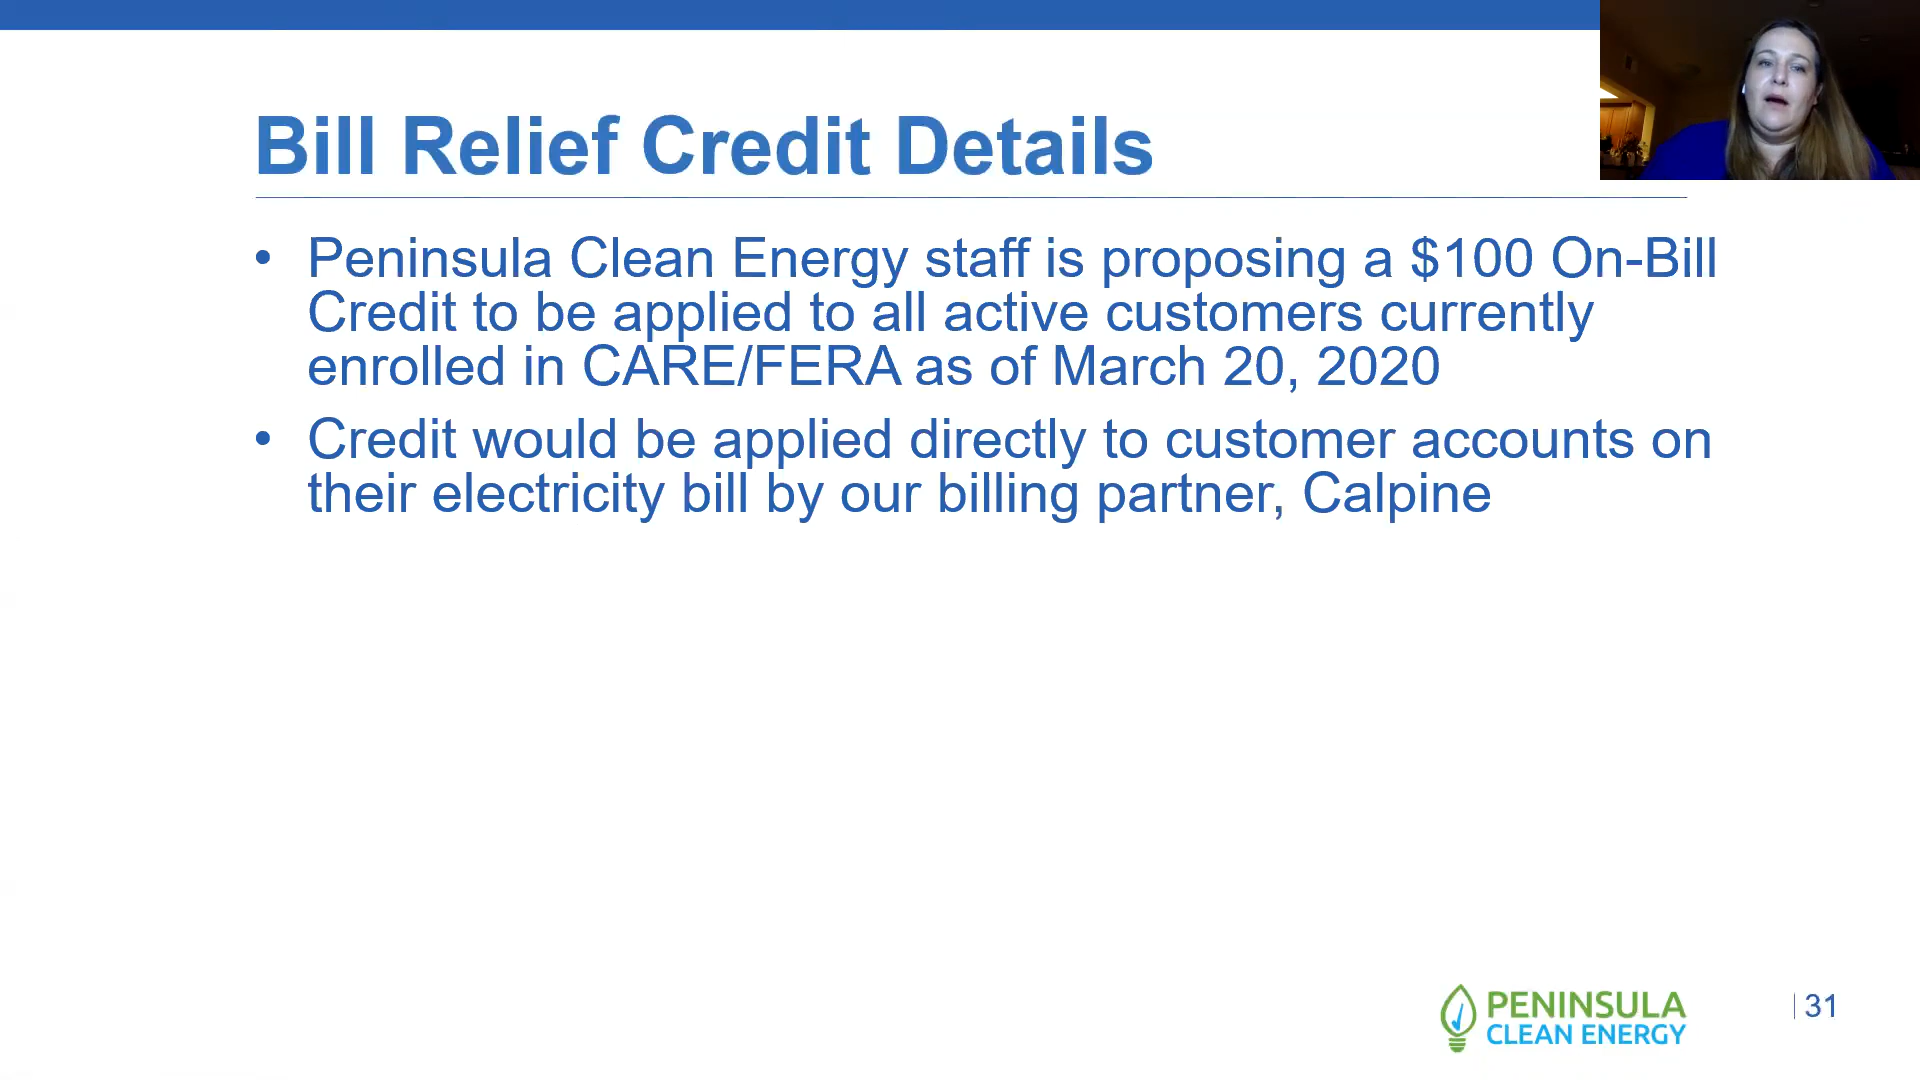 Bill Relief Credit Details
• Peninsula Clean Energy staff is proposing a $100 On-Bill
Credit to be applied to all active customers currently
enrolled in CARE/FERA as of March 20, 2020
• Credit would be applied directly to customer accounts on
their electricity bill by our billing partner, Calpine
PENINSULA
CLEAN ENERGY
31